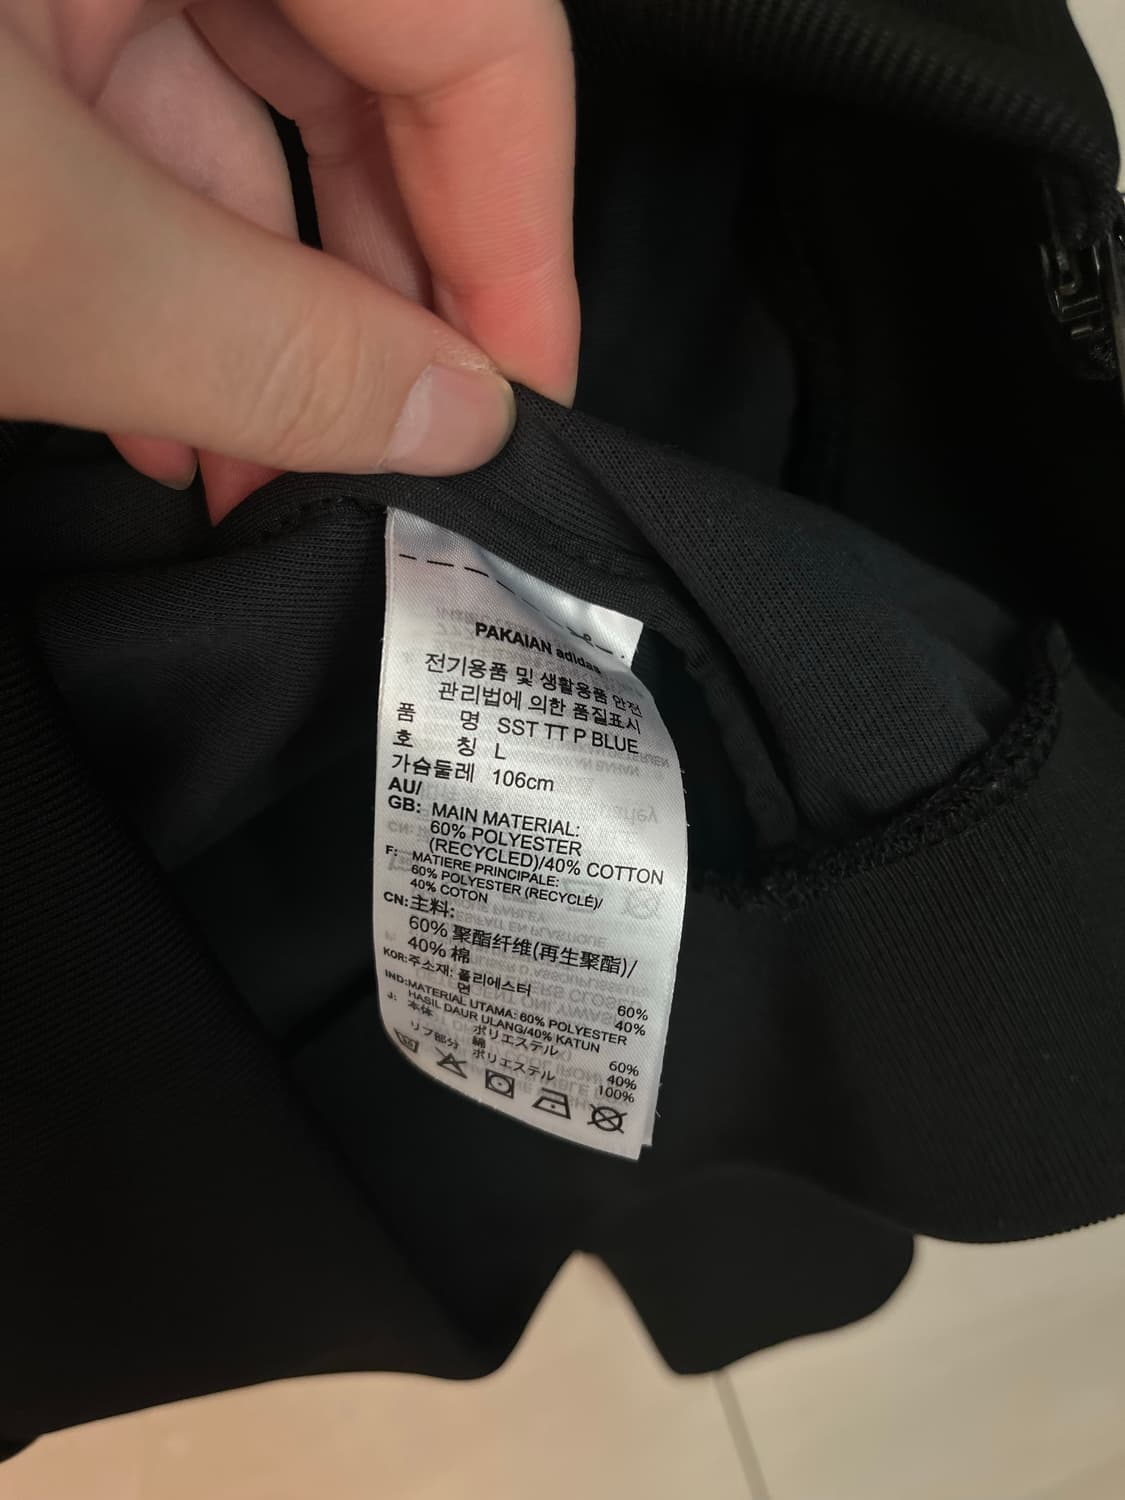 PAKAIAN adidas
전기용품 및 생활용품 안전
관리법에 의한 품질표시
품 명 SST TT P BLUE
호 칭 L
가슴둘레 106cm
AU/
GB: MAIN MATERIAL:
60% POLYESTER
(RECYCLED)/40% COTTON
F: MATIERE PRINCIPALE:
60% POLYESTER (RECYCLÉ)/
40% COTON
CN:主料:
60% 聚酯纤维(再生聚酯)/
40% 棉
KOR:주소재: 폴리에스터 60%
면 40%
IND:MATERIAL UTAMA: 60% POLYESTER
HASIL DAUR ULANG/40% KATUN
J: 本体 ポリエステル 60%
綿 40%
リブ部分 ポリエステル 100%